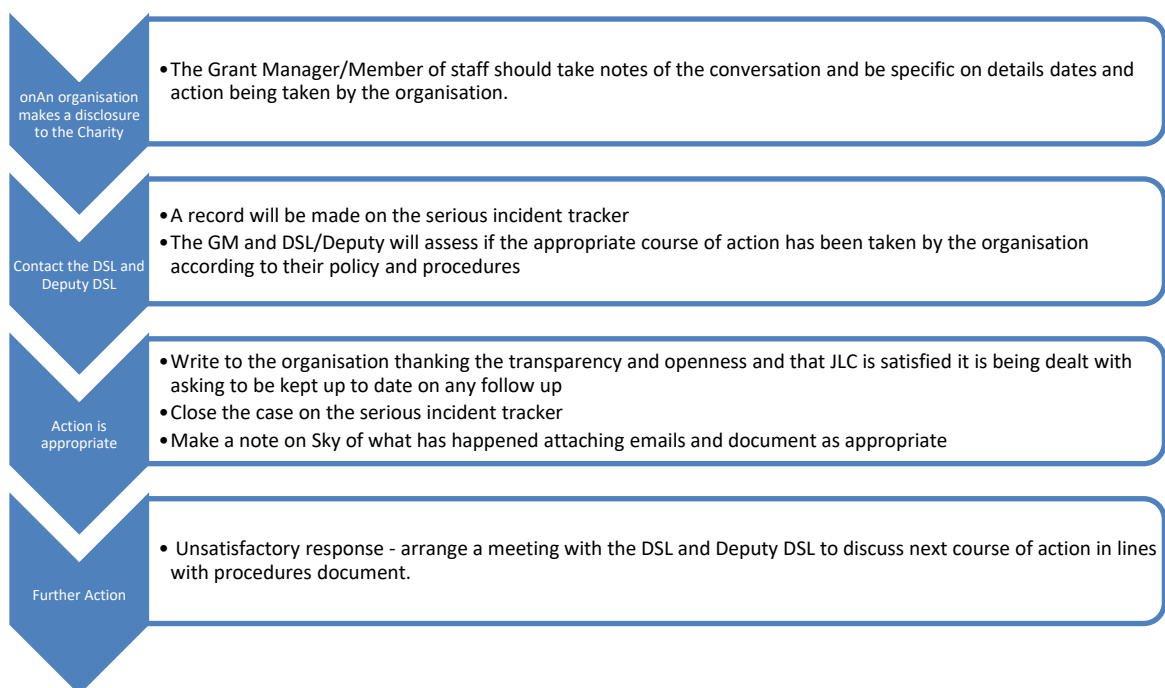 onAn organisation
makes a disclosure
to the Charity
•The Grant Manager/Member of staff should take notes of the conversation and be specific on details dates and
action being taken by the organisation.
Contact the DSL and
Deputy DSL
•A record will be made on the serious incident tracker
•The GM and DSL/Deputy will assess if the appropriate course of action has been taken by the organisation
according to their policy and procedures
Action is
appropriate
•Write to the organisation thanking the transparency and openness and that JLC is satisfied it is being dealt with
asking to be kept up to date on any follow up
•Close the case on the serious incident tracker
•Make a note on Sky of what has happened attaching emails and document as appropriate
Further Action
• Unsatisfactory response - arrange a meeting with the DSL and Deputy DSL to discuss next course of action in lines
with procedures document.